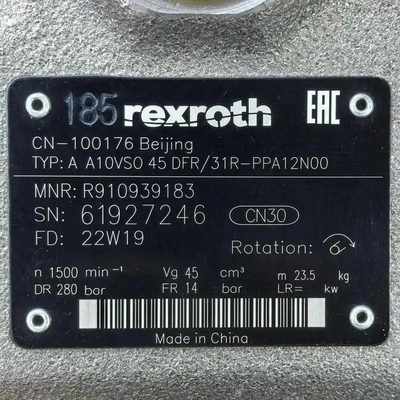 185 rexroth EAC
CN-100176 Beijing
TYP: A A10VSO 45 DFR/31R-PPA12N00
MNR: R910939183
SN: 61927246 CN30
FD: 22W19 Rotation:
n 1500 min⁻¹ Vg 45 cm³ m 23.5 kg
DR 280 bar FR 14 bar LR= kw
Made in China